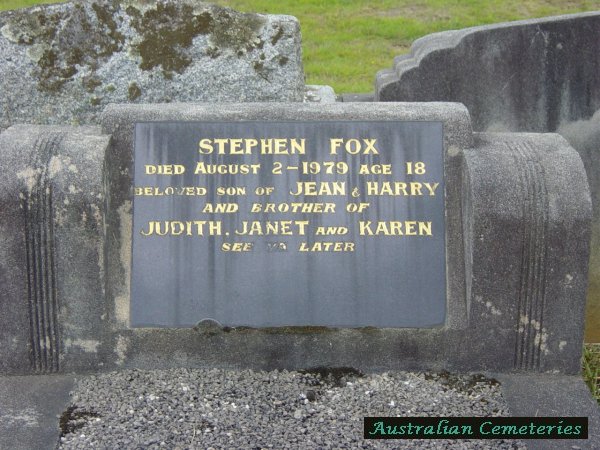 STEPHEN FOX
DIED AUGUST 2-1979 AGE 18
BELOVED SON OF JEAN & HARRY
AND BROTHER OF
JUDITH, JANET AND KAREN
SEE YA LATER
Australian Cemeteries